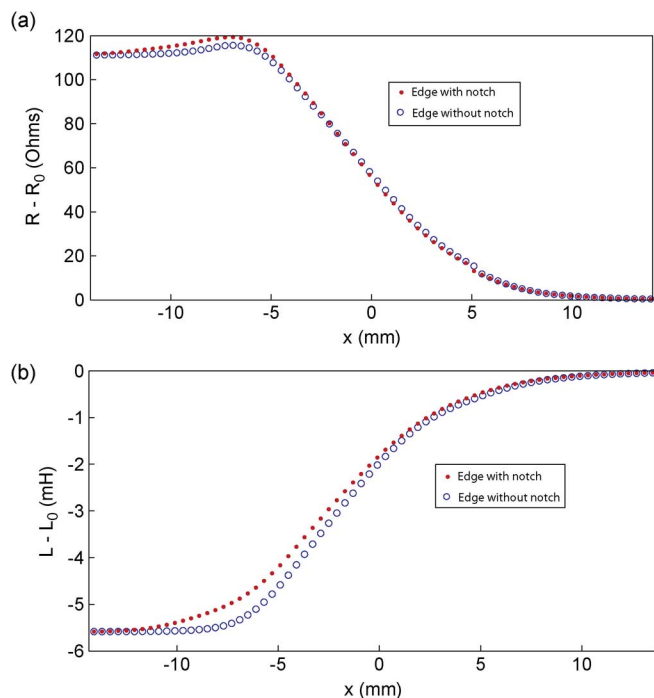 (a)
120
100
80
60
40
20
0
R - R0 (Ohms)
Edge with notch
Edge without notch
-10 -5 0 5 10
x (mm)
(b)
0
-1
-2
-3
-4
-5
-6
L - L0 (mH)
Edge with notch
Edge without notch
-10 -5 0 5 10
x (mm)